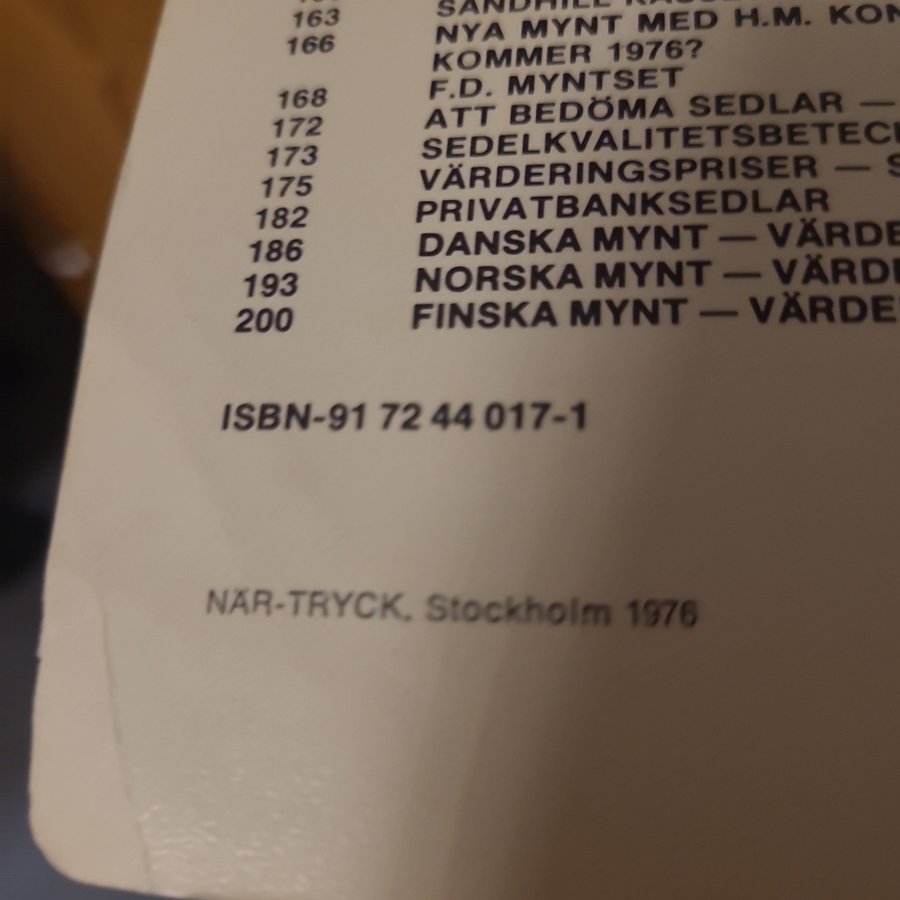 163 SANDHILL
166 NYA MYNT MED H.M.
KOMMER 1976?
168 F.D. MYNTSET
172 ATT BEDÖMA SEDLAR —
173 SEDELKVALITETSBETEC
175 VÄRDERINGSPRISER —
182 PRIVATBANKSEDLAR
186 DANSKA MYNT — VÄRDE
193 NORSKA MYNT — VÄRD
200 FINSKA MYNT — VÄRDE
ISBN-91 72 44 017-1
NÄR-TRYCK. Stockholm 1976